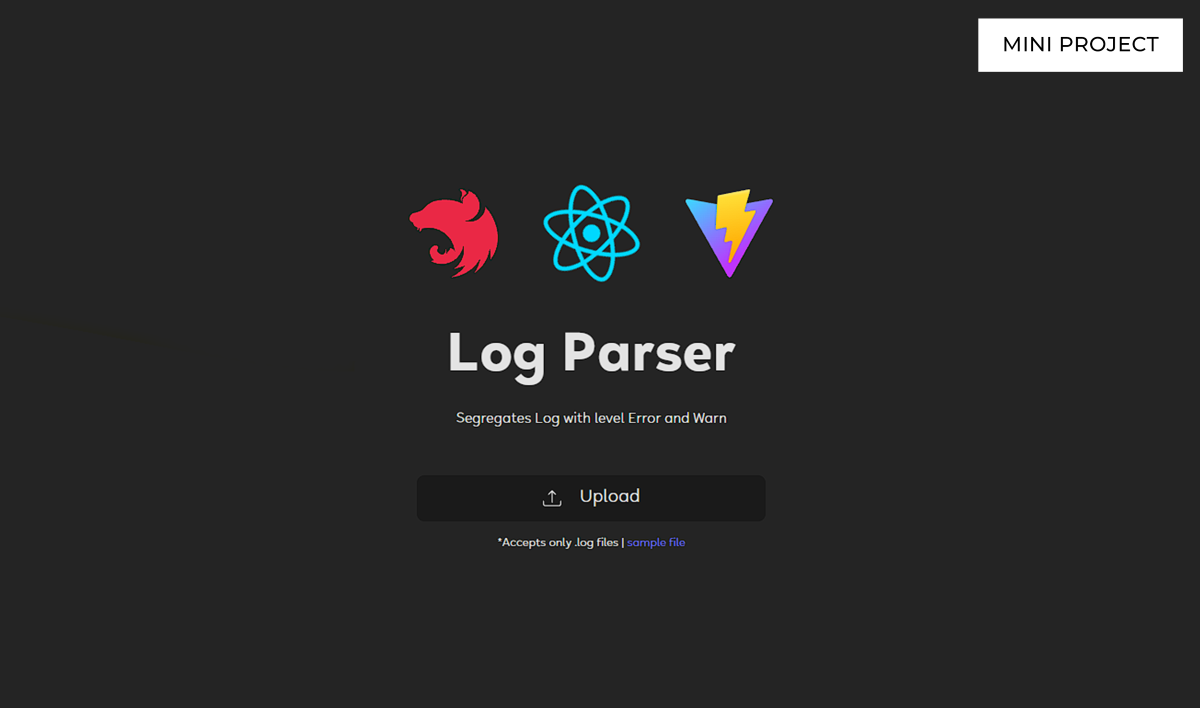 MINI PROJECT
Log Parser
Segregates Log with level Error and Warn
Upload
*Accepts only .log files | sample file